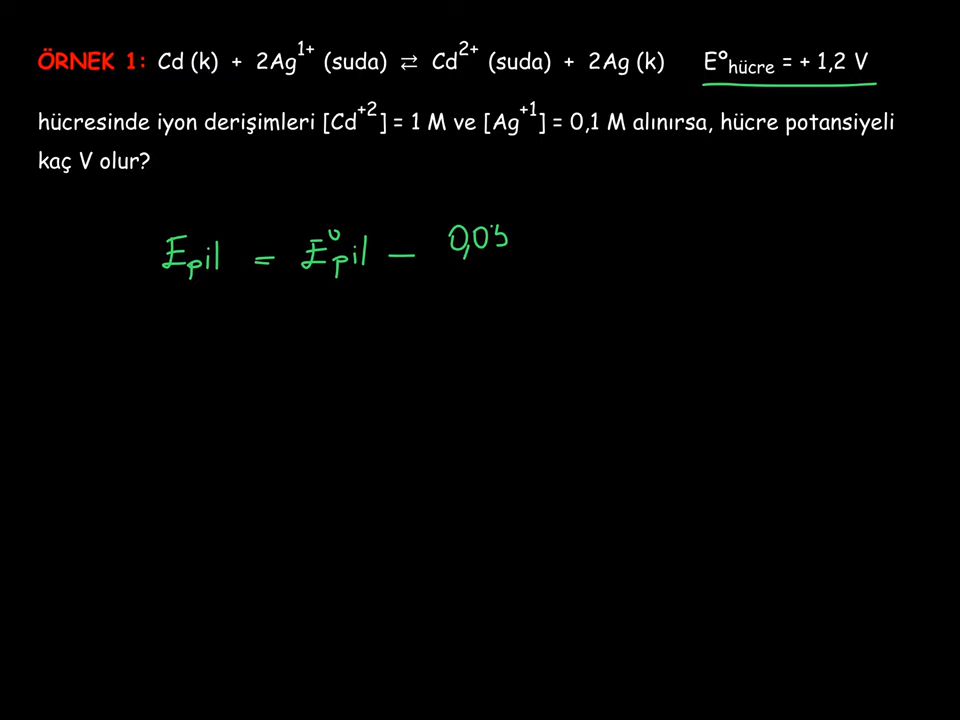 ÖRNEK 1: Cd (k) + 2Ag¹⁺ (suda) ⇄ Cd²⁺ (suda) + 2Ag (k) E°hücre = + 1,2 V
hücresinde iyon derişimleri [Cd⁺²] = 1 M ve [Ag⁺¹] = 0,1 M alınırsa, hücre potansiyeli
kaç V olur?
Epil = E°pil – 0,05